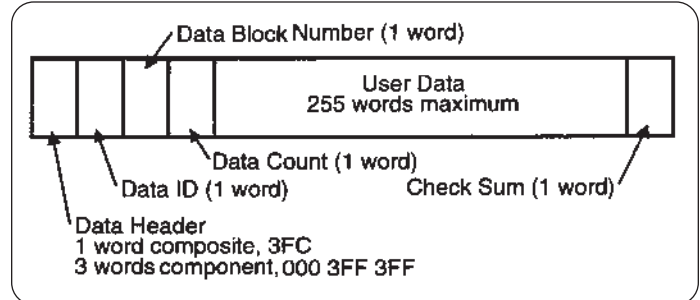 Data Block Number (1 word)
User Data
255 words maximum
Data Count (1 word)
Data ID (1 word)
Check Sum (1 word)
Data Header
1 word composite, 3FC
3 words component, 000 3FF 3FF